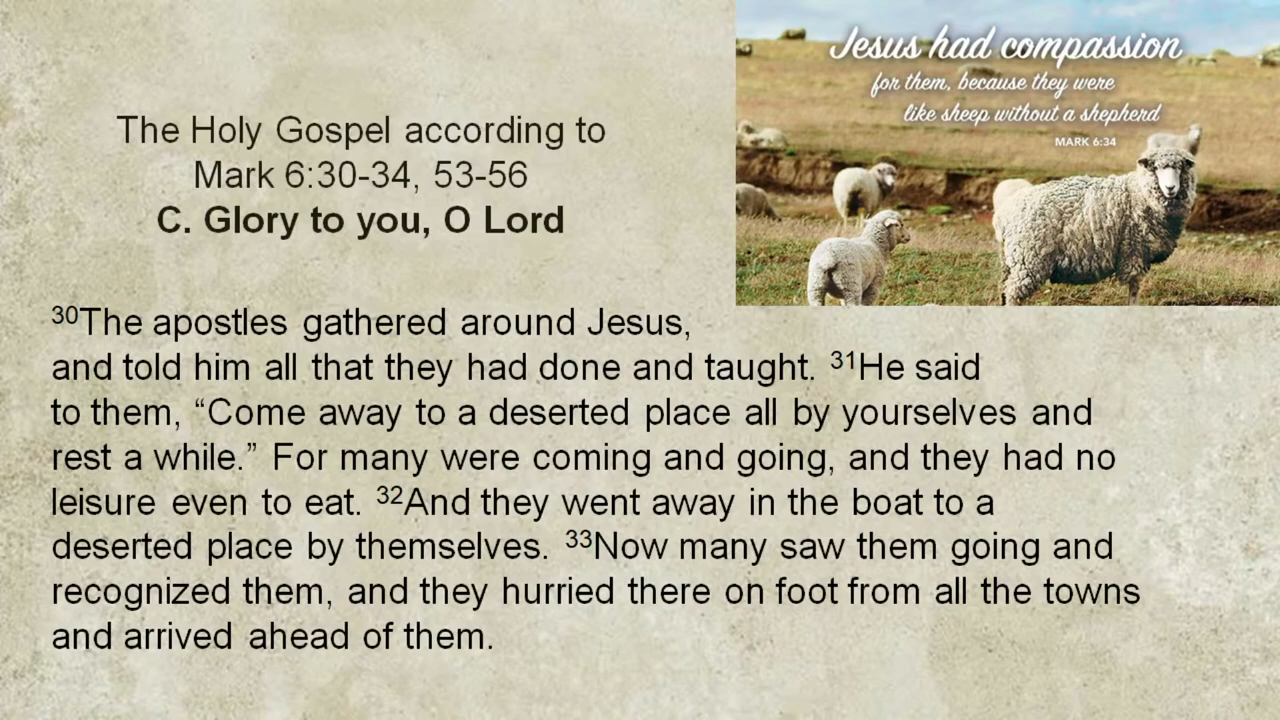 Jesus had compassion
for them, because they were
like sheep without a shepherd
MARK 6:34
The Holy Gospel according to
Mark 6:30-34, 53-56
C. Glory to you, O Lord
³⁰The apostles gathered around Jesus,
and told him all that they had done and taught. ³¹He said
to them, “Come away to a deserted place all by yourselves and
rest a while.” For many were coming and going, and they had no
leisure even to eat. ³²And they went away in the boat to a
deserted place by themselves. ³³Now many saw them going and
recognized them, and they hurried there on foot from all the towns
and arrived ahead of them.